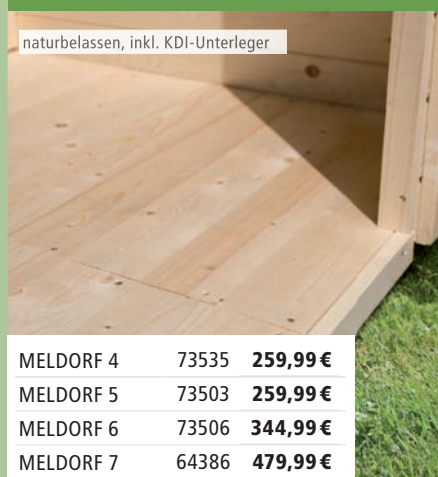 naturbelassen, inkl. KDI-Unterleger
MELDORF 4 73535 259,99 €
MELDORF 5 73503 259,99 €
MELDORF 6 73506 344,99 €
MELDORF 7 64386 479,99 €